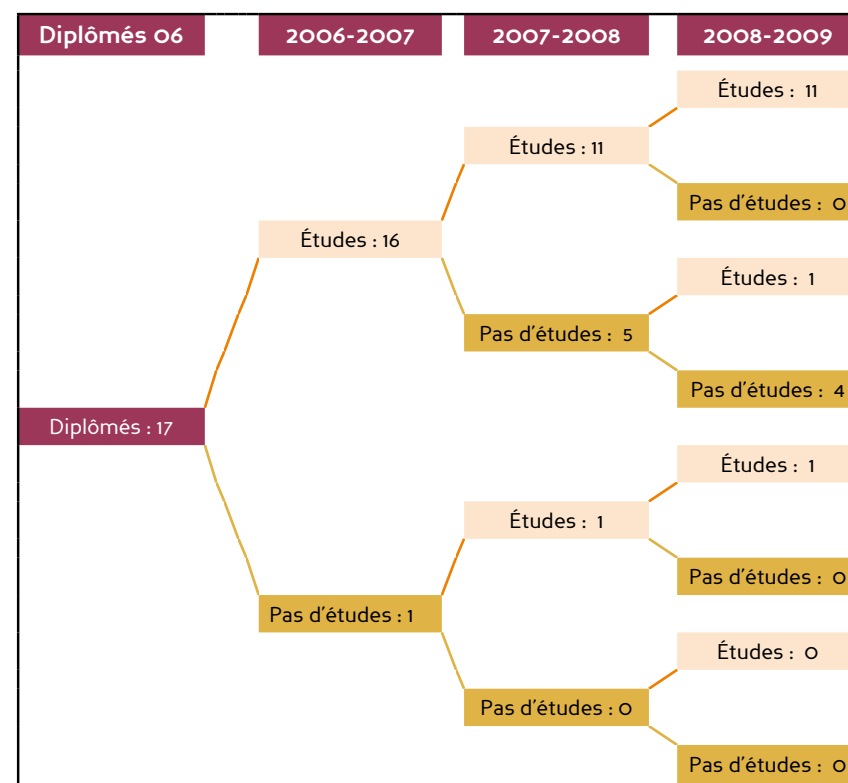 Diplômés 06 2006-2007 2007-2008 2008-2009
Études : 11
Études : 11
Pas d'études : 0
Études : 16
Études : 1
Pas d'études : 5
Pas d'études : 4
Diplômés : 17
Études : 1
Études : 1
Pas d'études : 0
Pas d'études : 1
Études : 0
Pas d'études : 0
Pas d'études : 0